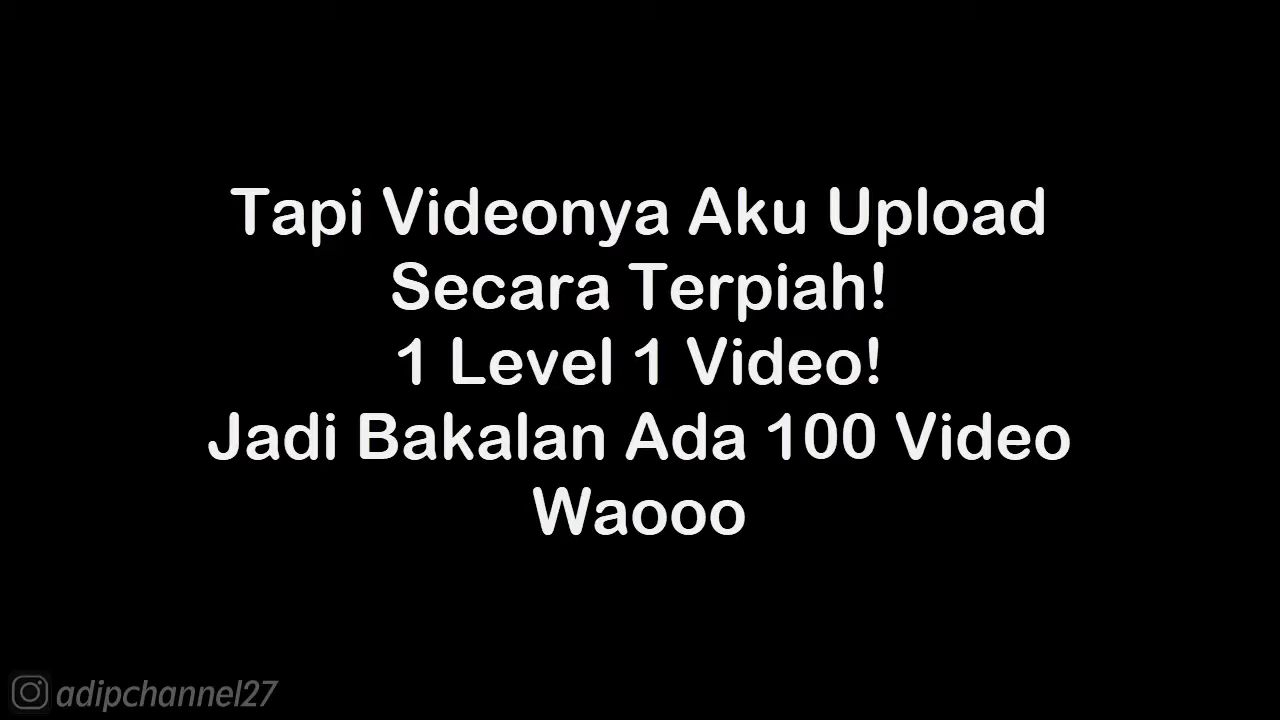 Tapi Videonya Aku Upload
Secara Terpiah!
1 Level 1 Video!
Jadi Bakalan Ada 100 Video
Waooo
adipchannel27